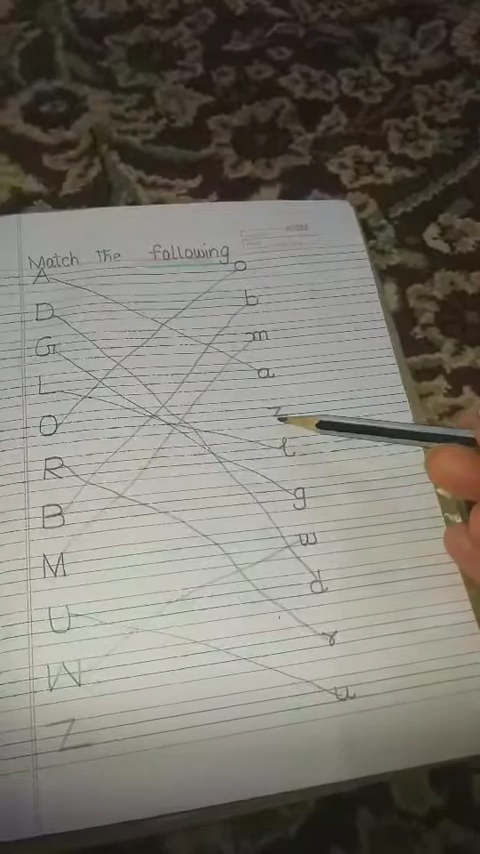 Match The following
A o
D b
G m
L a
O z
R l
B g
M w
U d
W r
Z u